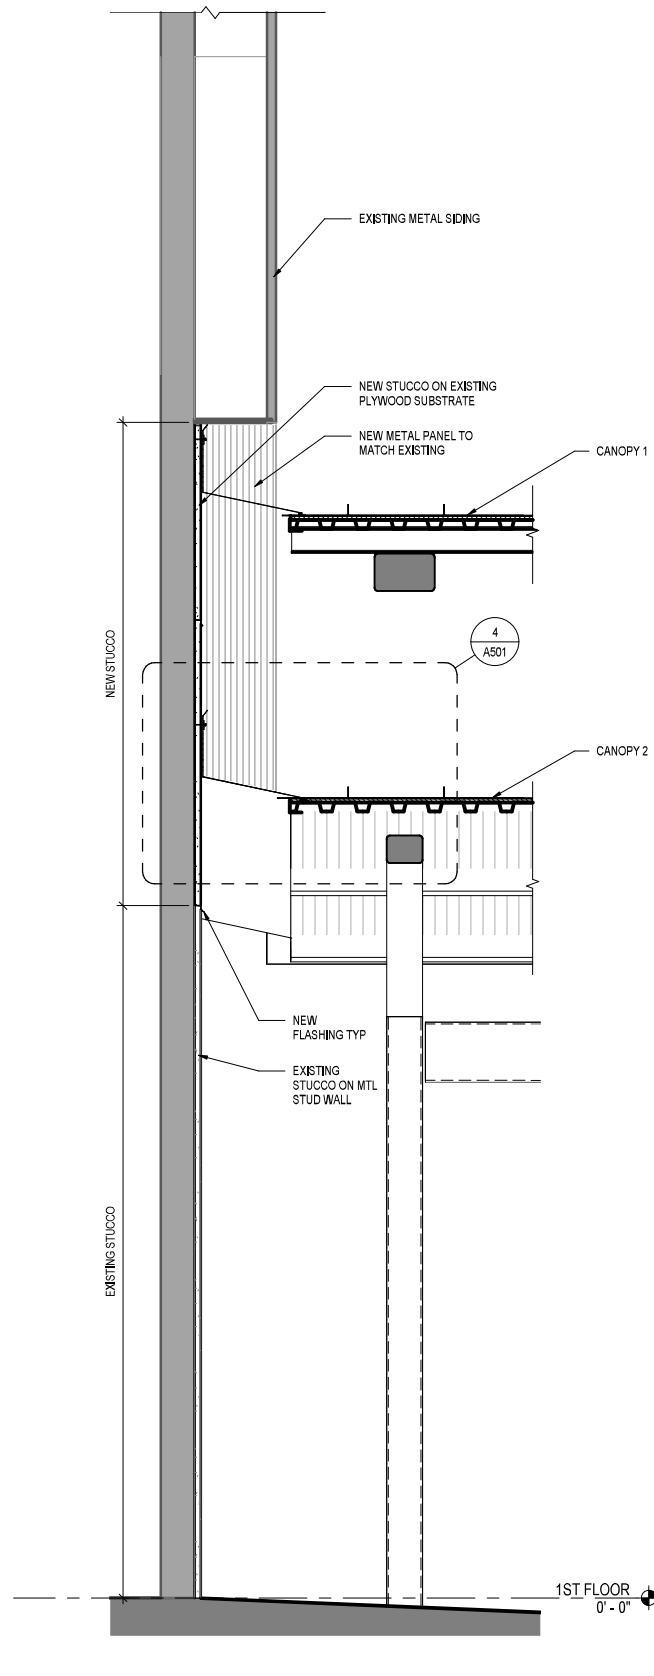 EXISTING METAL SIDING
NEW STUCCO ON EXISTING
PLYWOOD SUBSTRATE
NEW METAL PANEL TO
MATCH EXISTING
CANOPY 1
4
A501
NEW STUCCO
CANOPY 2
NEW
FLASHING TYP
EXISTING
STUCCO ON MTL
STUD WALL
EXISTING STUCCO
1ST FLOOR
0' - 0"